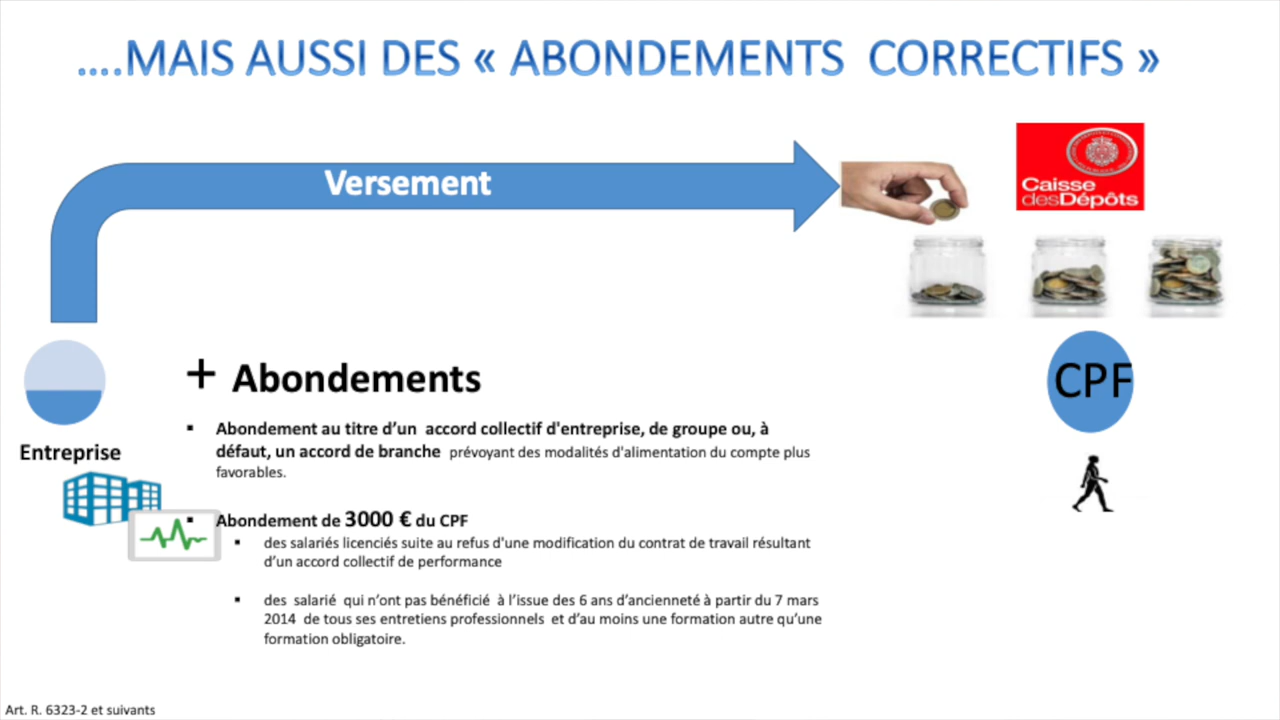 ....MAIS AUSSI DES « ABONDEMENTS CORRECTIFS »
Versement
Caisse
desDépôts
+ Abondements
CPF
▪ Abondement au titre d’un accord collectif d'entreprise, de groupe ou, à
défaut, un accord de branche prévoyant des modalités d'alimentation du compte plus
favorables.
Entreprise
▪ Abondement de 3000 € du CPF
▪ des salariés licenciés suite au refus d'une modification du contrat de travail résultant
d’un accord collectif de performance
▪ des salarié qui n’ont pas bénéficié à l’issue des 6 ans d’ancienneté à partir du 7 mars
2014 de tous ses entretiens professionnels et d’au moins une formation autre qu’une
formation obligatoire.
Art. R. 6323-2 et suivants